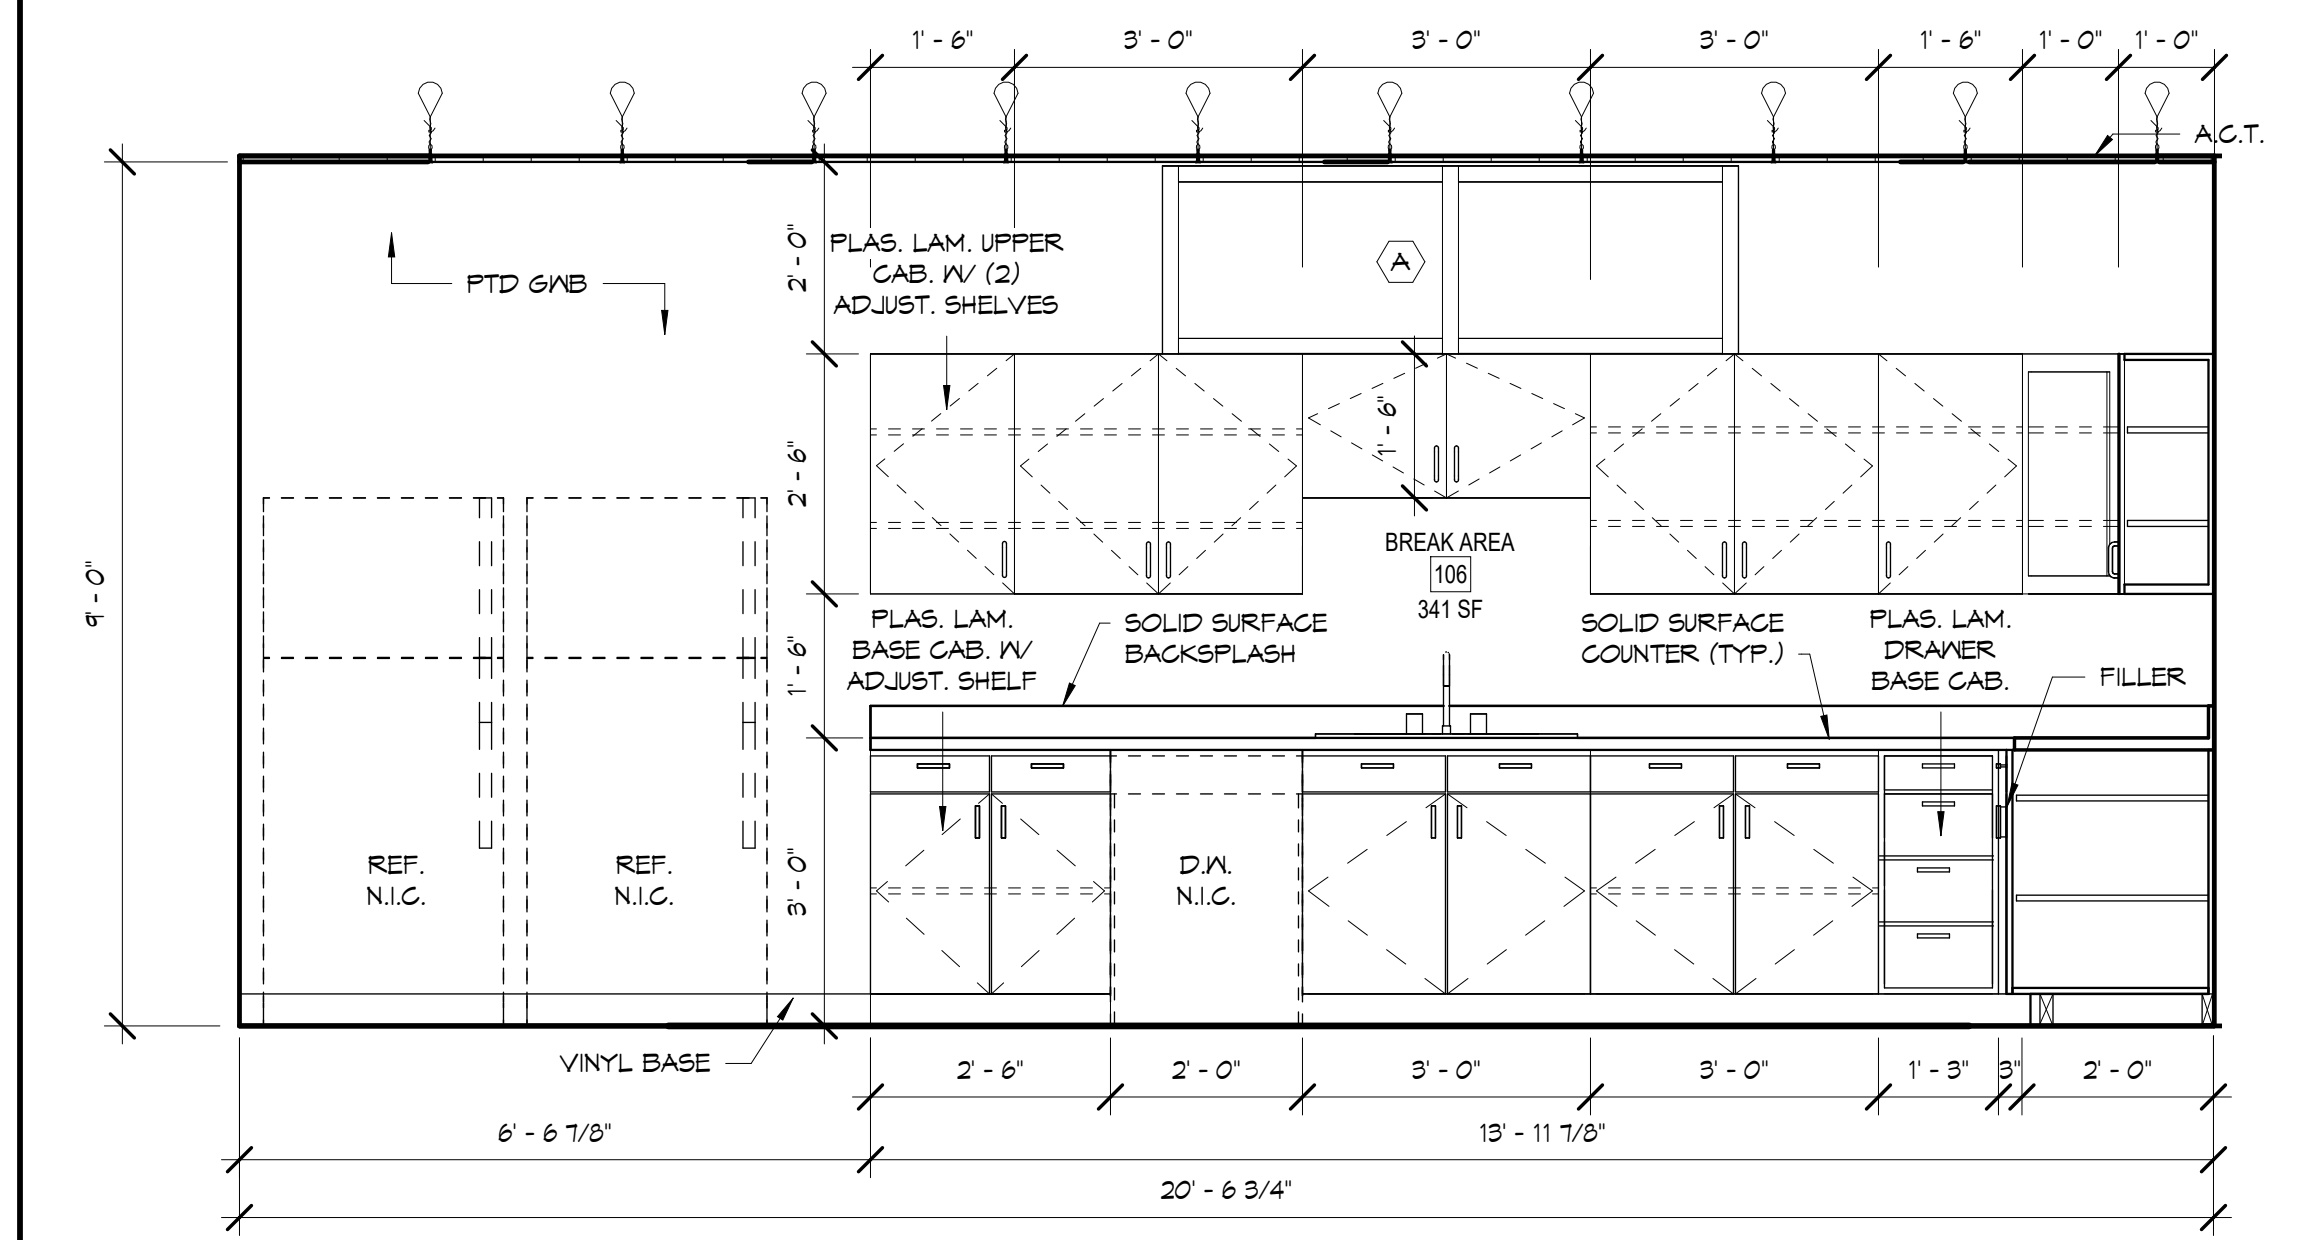 1' - 6"
3' - 0"
3' - 0"
3' - 0"
1' - 6"
1' - 0"
1' - 0"
A.C.T.
2' - 0"
PLAS. LAM. UPPER
CAB. W/ (2)
ADJUST. SHELVES
A
PTD GWB
1' - 6"
2' - 6"
9' - 0"
BREAK AREA
106
341 SF
PLAS. LAM.
BASE CAB. W/
ADJUST. SHELF
SOLID SURFACE
BACKSPLASH
SOLID SURFACE
COUNTER (TYP.)
PLAS. LAM.
DRAWER
BASE CAB.
FILLER
1' - 6"
3' - 0"
REF.
N.I.C.
REF.
N.I.C.
D.W.
N.I.C.
VINYL BASE
2' - 6"
2' - 0"
3' - 0"
3' - 0"
1' - 3"
3"
2' - 0"
6' - 6 7/8"
13' - 11 7/8"
20' - 6 3/4"